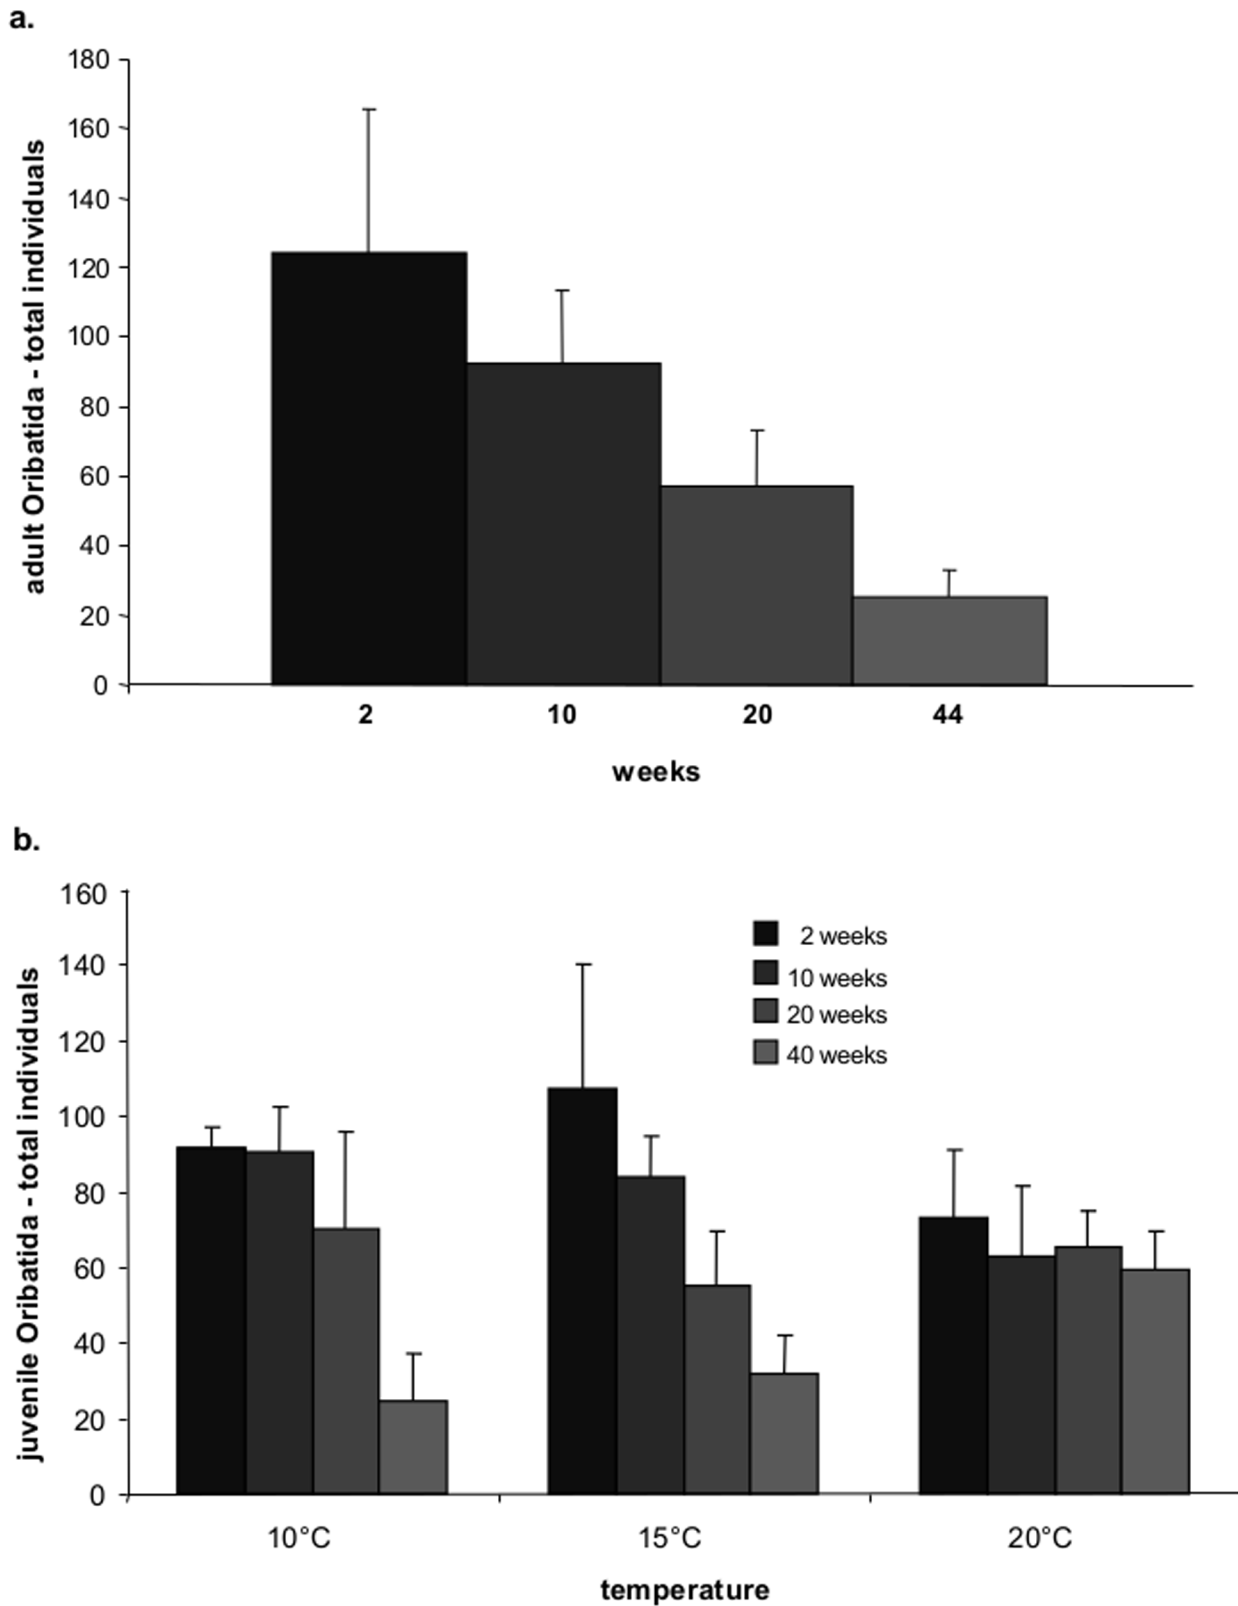 a.
adult Oribatida - total individuals
180
160
140
120
100
80
60
40
20
0
2 10 20 44
weeks
b.
juvenile Oribatida - total individuals
160
140
120
100
80
60
40
20
0
2 weeks
10 weeks
20 weeks
40 weeks
10°C 15°C 20°C
temperature